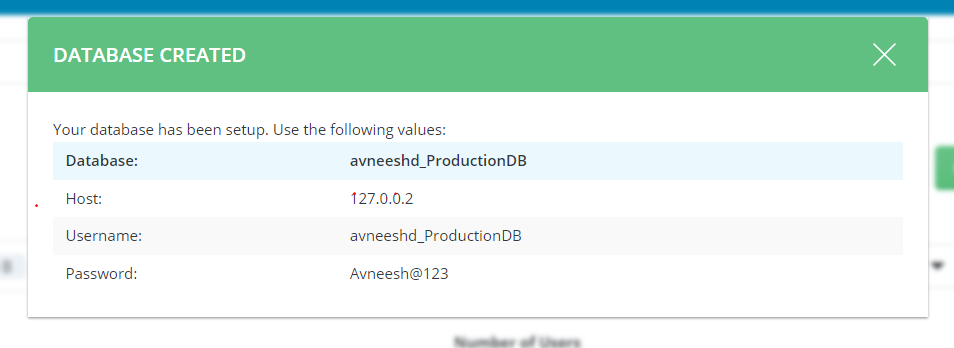 DATABASE CREATED
Your database has been setup. Use the following values:
Database: avneeshd_ProductionDB
Host: 127.0.0.2
Username: avneeshd_ProductionDB
Password: Avneesh@123
Number of Users